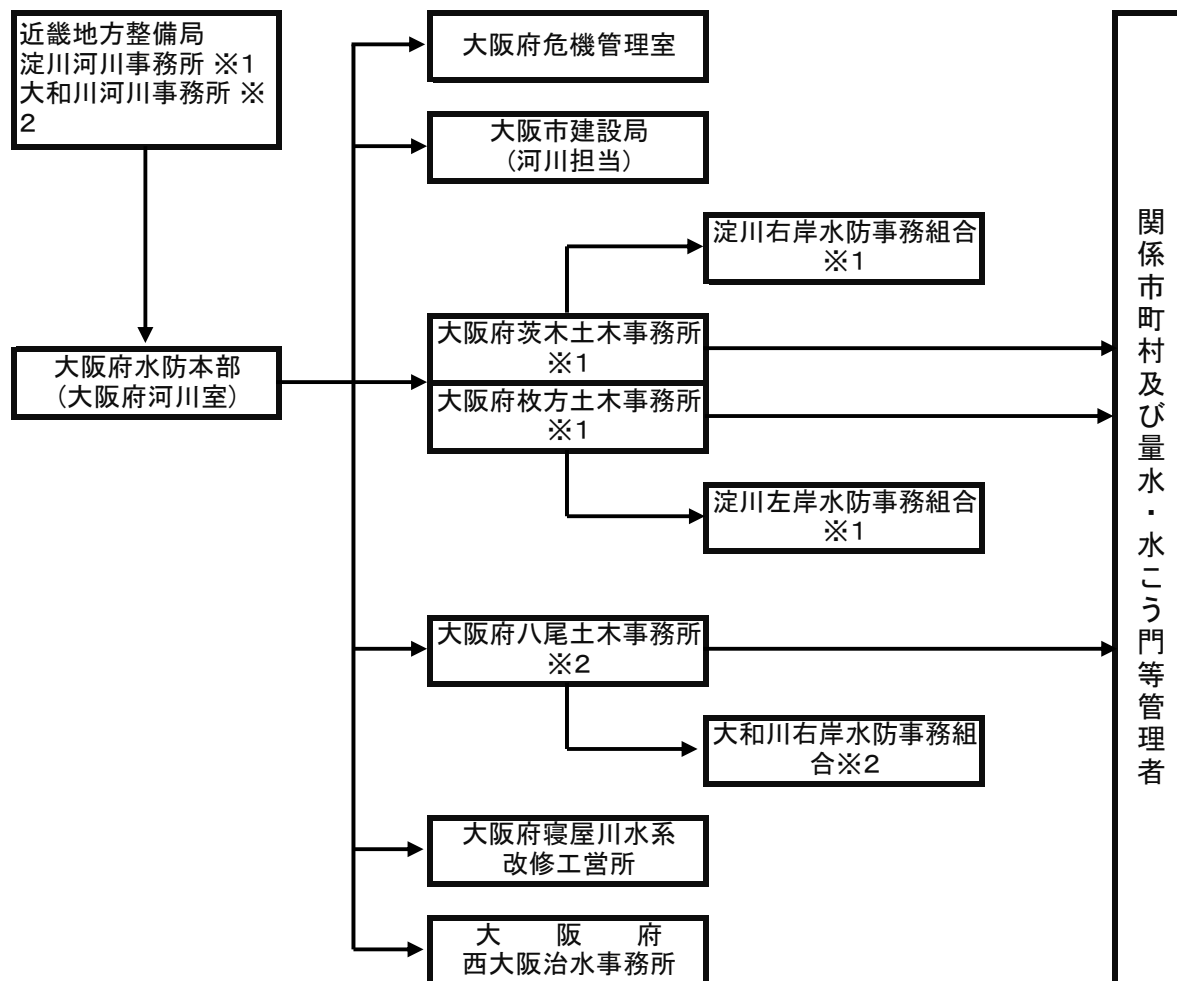 近畿地方整備局
淀川河川事務所 ※1
大和川河川事務所 ※
2
大阪府水防本部
(大阪府河川室)
大阪府危機管理室
大阪市建設局
(河川担当)
淀川右岸水防事務組合
※1
大阪府茨木土木事務所
※1
大阪府枚方土木事務所
※1
淀川左岸水防事務組合
※1
大阪府八尾土木事務所
※2
大和川右岸水防事務組
合※2
大阪府寝屋川水系
改修工営所
大　阪　府
西大阪治水事務所
関係市町村及び量水・水こう門等管理者